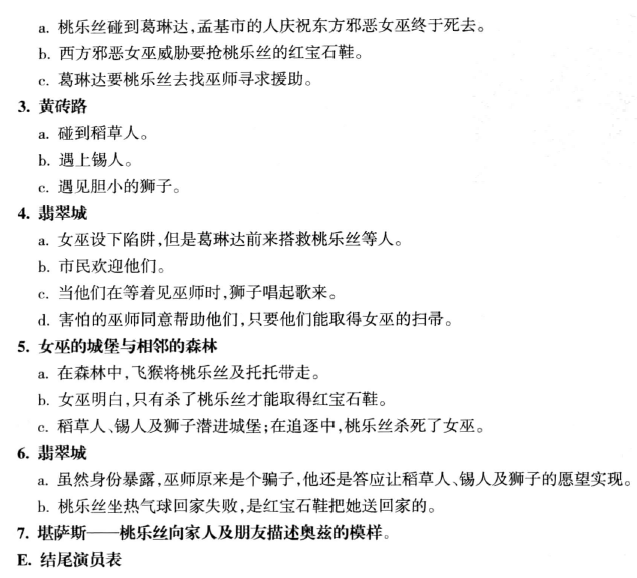 a. 桃乐丝碰到葛琳达,孟基市的人庆祝东方邪恶女巫终于死去。
b. 西方邪恶女巫威胁要抢桃乐丝的红宝石鞋。
c. 葛琳达要桃乐丝去找巫师寻求援助。
3. 黄砖路
a. 碰到稻草人。
b. 遇上锡人。
c. 遇见胆小的狮子。
4. 翡翠城
a. 女巫设下陷阱,但是葛琳达前来搭救桃乐丝等人。
b. 市民欢迎他们。
c. 当他们在等着见巫师时,狮子唱起歌来。
d. 害怕的巫师同意帮助他们,只要他们能取得女巫的扫帚。
5. 女巫的城堡与相邻的森林
a. 在森林中,飞猴将桃乐丝及托托带走。
b. 女巫明白,只有杀了桃乐丝才能取得红宝石鞋。
c. 稻草人、锡人及狮子潜进城堡;在追逐中,桃乐丝杀死了女巫。
6. 翡翠城
a. 虽然身份暴露,巫师原来是个骗子,他还是答应让稻草人、锡人及狮子的愿望实现。
b. 桃乐丝坐热气球回家失败,是红宝石鞋把她送回家的。
7. 堪萨斯——桃乐丝向家人及朋友描述奥兹的模样。
E. 结尾演员表